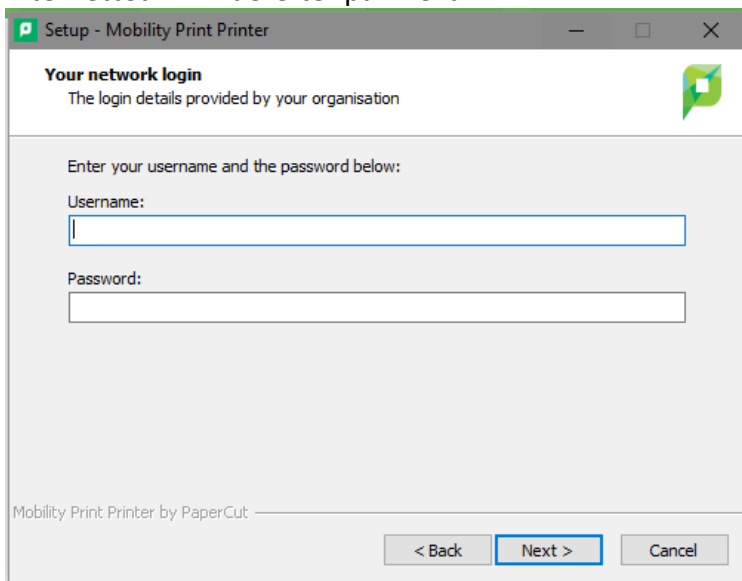 Setup - Mobility Print Printer
Your network login
The login details provided by your organisation
Enter your username and the password below:
Username:
Password:
Mobility Print Printer by PaperCut
< Back
Next >
Cancel